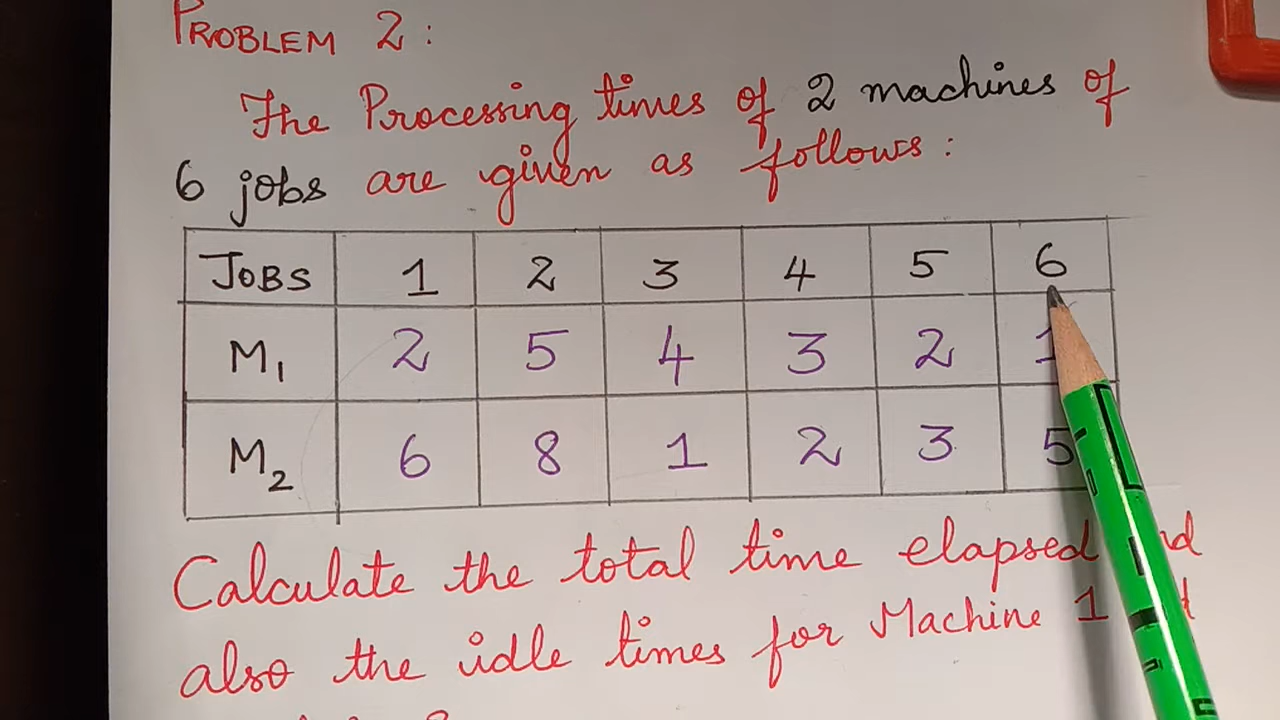 PROBLEM 2 :
The Processing times of 2 machines of
6 jobs are given as follows :
JOBS 1 2 3 4 5 6
M1 2 5 4 3 2 1
M2 6 8 1 2 3 5
Calculate the total time elapsed
also the idle times for Machine 1